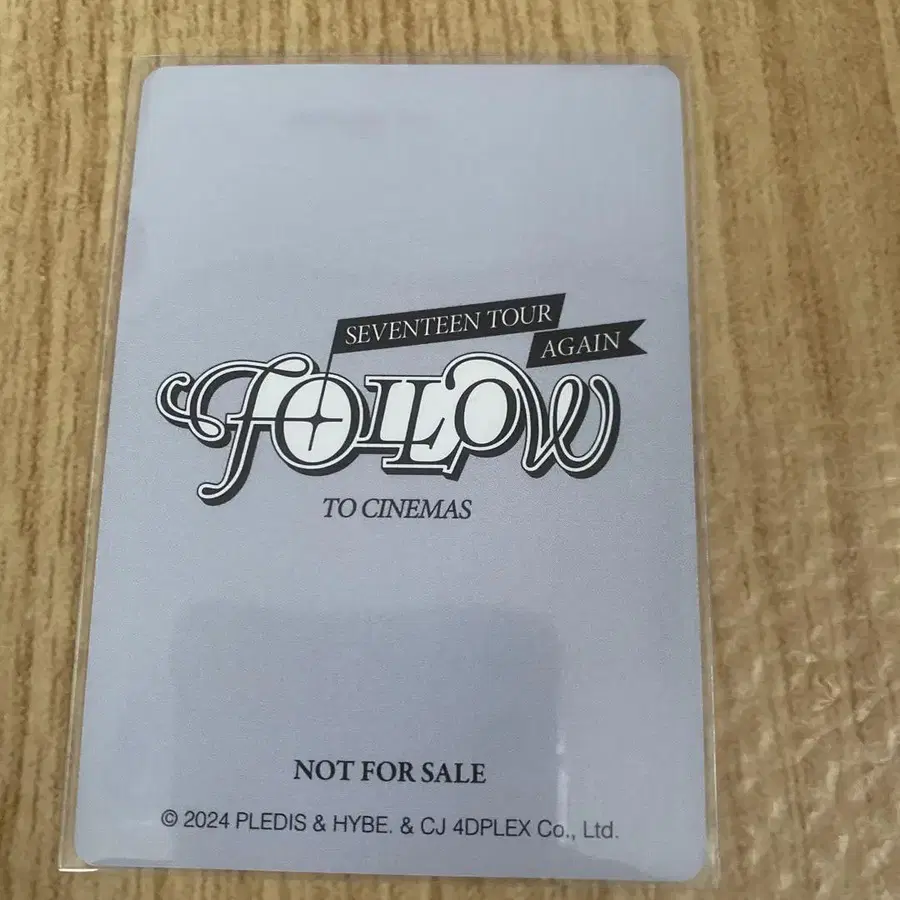 SEVENTEEN TOUR
AGAIN
FOLLOW
TO CINEMAS
NOT FOR SALE
© 2024 PLEDIS & HYBE. & CJ 4DPLEX Co., Ltd.